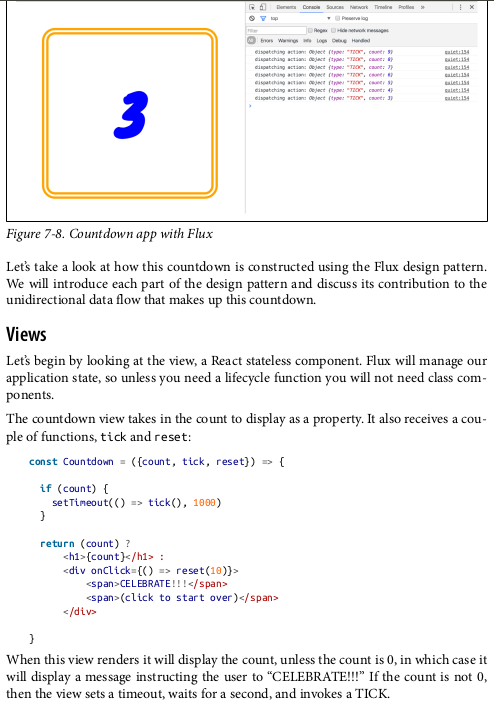 Elements Console Sources Network Timeline Profiles »
top Preserve log
Regex Hide network messages
All Errors Warnings Info Logs Debug Handled
dispatching action: Object {type: "TICK", count: 9} quiet:154
dispatching action: Object {type: "TICK", count: 8} quiet:154
dispatching action: Object {type: "TICK", count: 7} quiet:154
dispatching action: Object {type: "TICK", count: 6} quiet:154
dispatching action: Object {type: "TICK", count: 5} quiet:154
dispatching action: Object {type: "TICK", count: 4} quiet:154
dispatching action: Object {type: "TICK", count: 3} quiet:154
>
3
Figure 7-8. Countdown app with Flux
Let’s take a look at how this countdown is constructed using the Flux design pattern.
We will introduce each part of the design pattern and discuss its contribution to the
unidirectional data flow that makes up this countdown.
Views
Let’s begin by looking at the view, a React stateless component. Flux will manage our
application state, so unless you need a lifecycle function you will not need class com-
ponents.
The countdown view takes in the count to display as a property. It also receives a cou-
ple of functions, tick and reset:
const Countdown = ({count, tick, reset}) => {
if (count) {
setTimeout(() => tick(), 1000)
}
return (count) ?
<h1>{count}</h1> :
<div onClick={() => reset(10)}>
<span>CELEBRATE!!!</span>
<span>(click to start over)</span>
</div>
}
When this view renders it will display the count, unless the count is 0, in which case it
will display a message instructing the user to “CELEBRATE!!!” If the count is not 0,
then the view sets a timeout, waits for a second, and invokes a TICK.